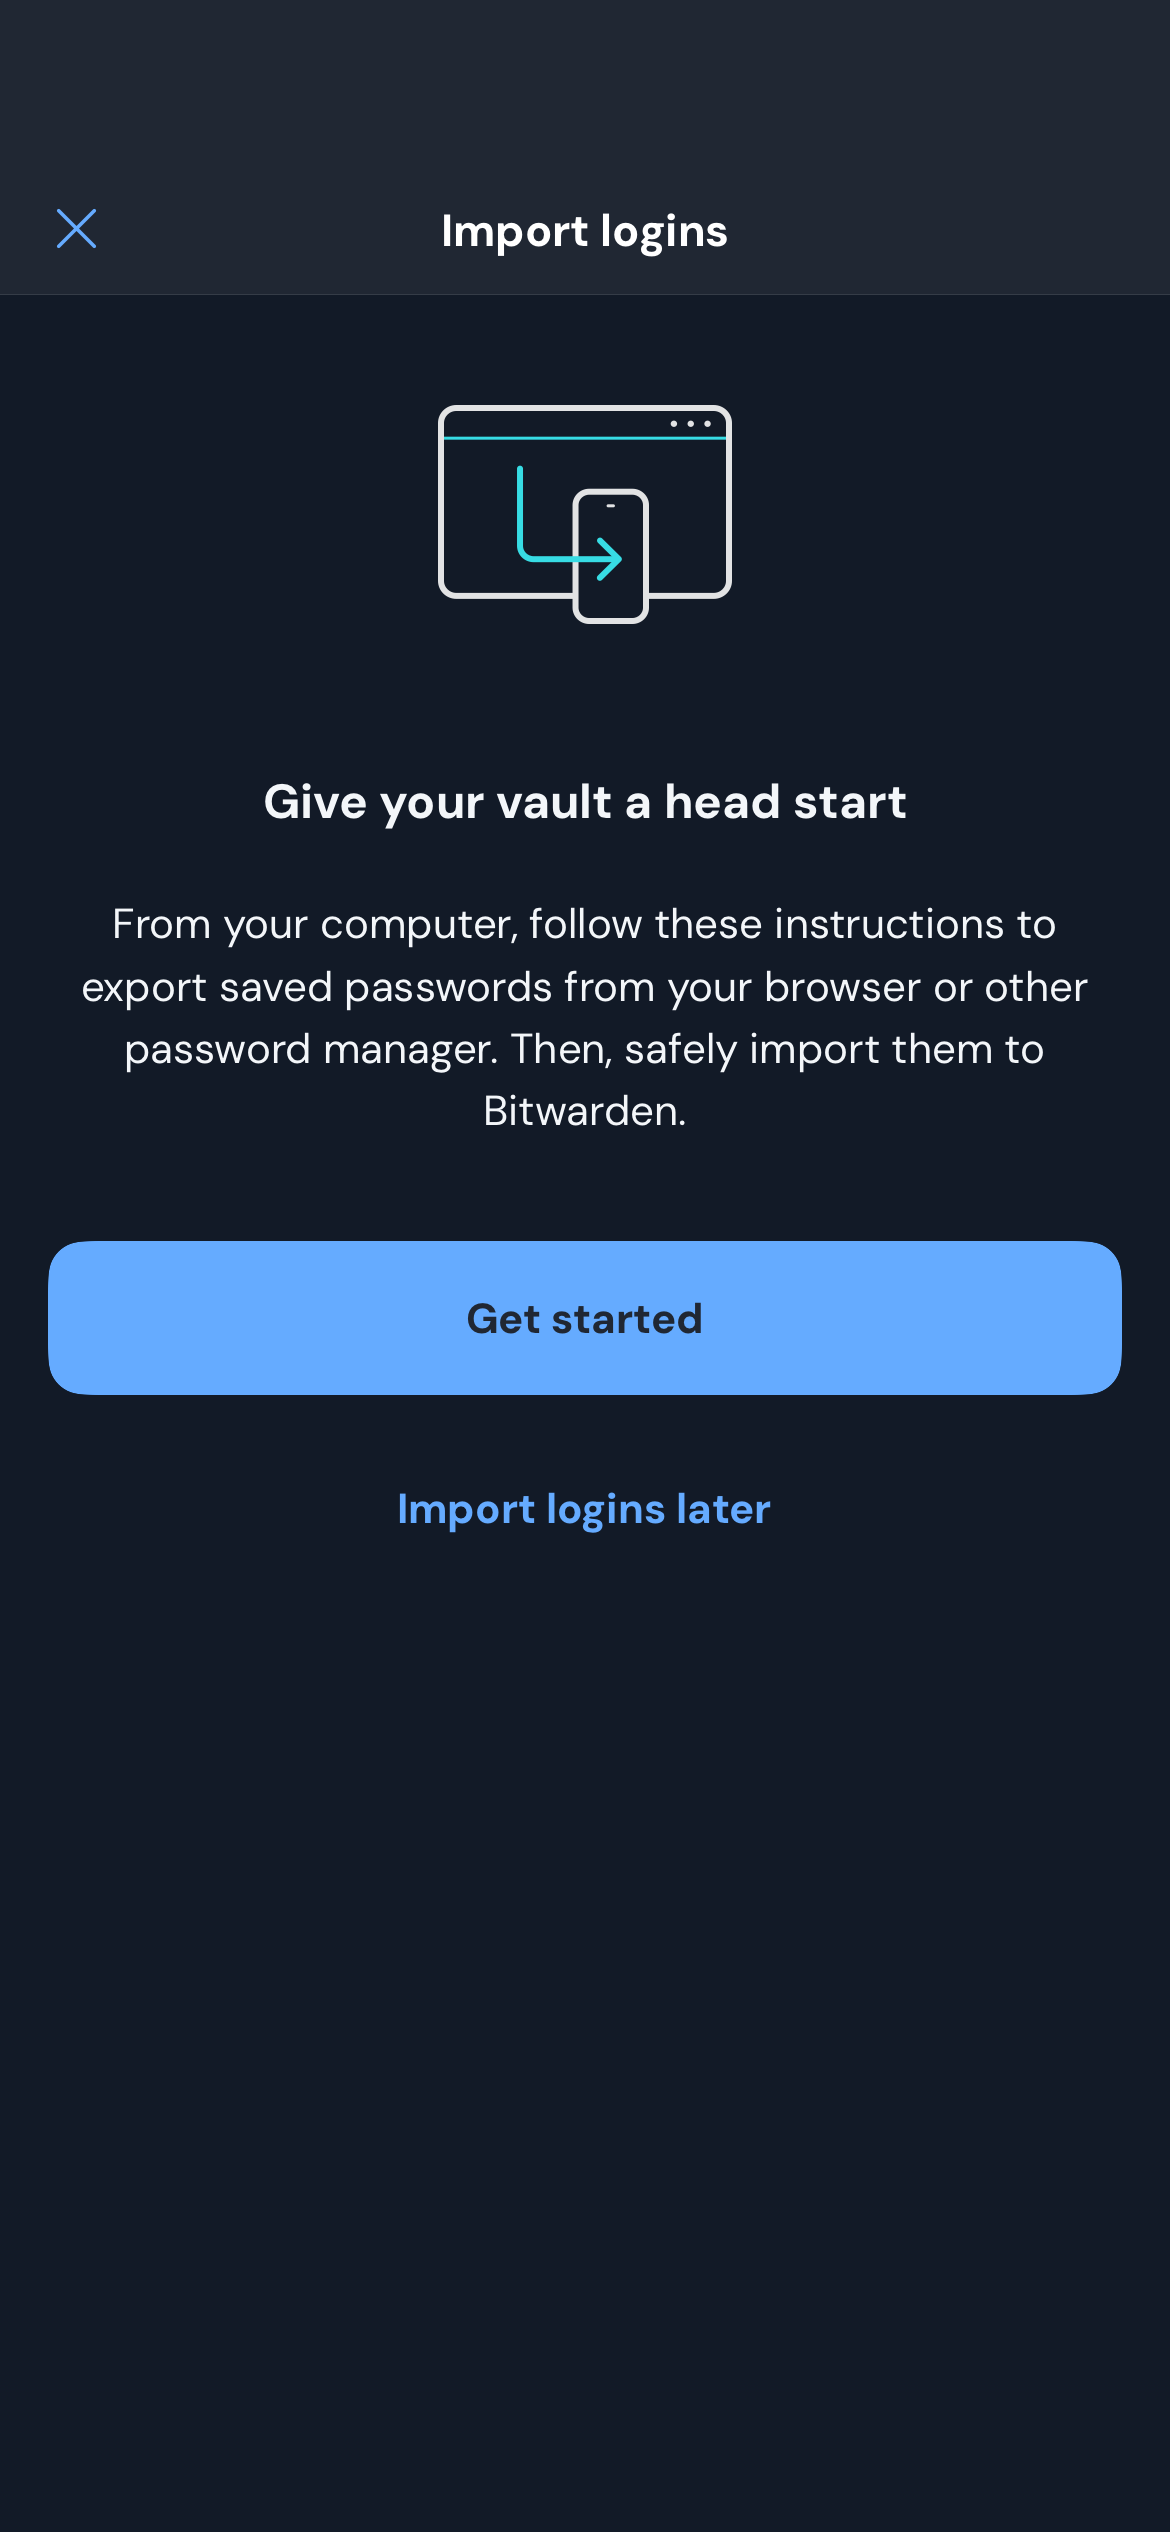 Import logins
Give your vault a head start
From your computer, follow these instructions to
export saved passwords from your browser or other
password manager. Then, safely import them to
Bitwarden.
Get started
Import logins later